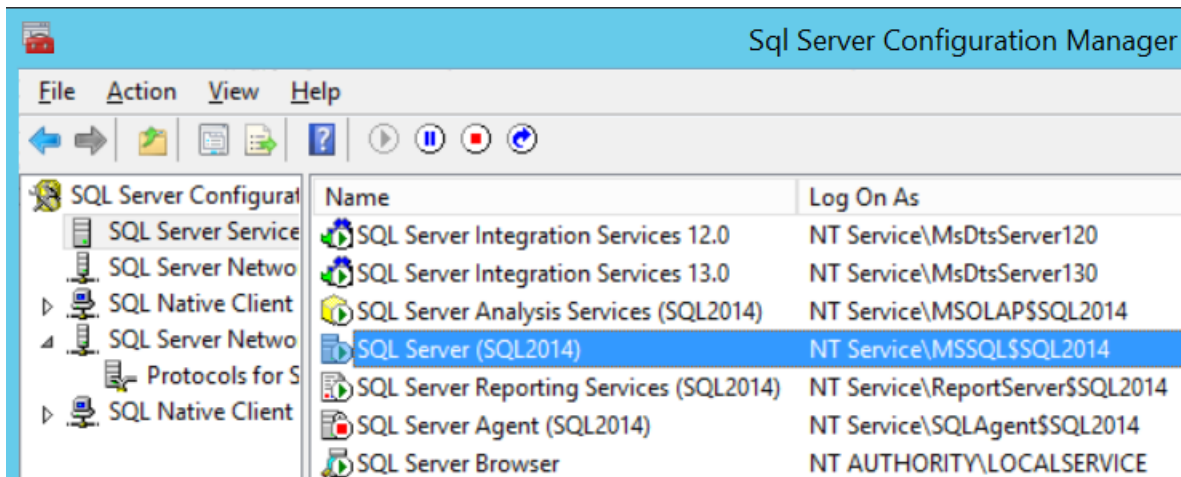 Sql Server Configuration Manager
File Action View Help
SQL Server Configurat
SQL Server Service
SQL Server Netwo
SQL Native Client
SQL Server Netwo
Protocols for S
SQL Native Client
Name Log On As
SQL Server Integration Services 12.0 NT Service\MsDtsServer120
SQL Server Integration Services 13.0 NT Service\MsDtsServer130
SQL Server Analysis Services (SQL2014) NT Service\MSOLAP$SQL2014
SQL Server (SQL2014) NT Service\MSSQL$SQL2014
SQL Server Reporting Services (SQL2014) NT Service\ReportServer$SQL2014
SQL Server Agent (SQL2014) NT Service\SQLAgent$SQL2014
SQL Server Browser NT AUTHORITY\LOCALSERVICE